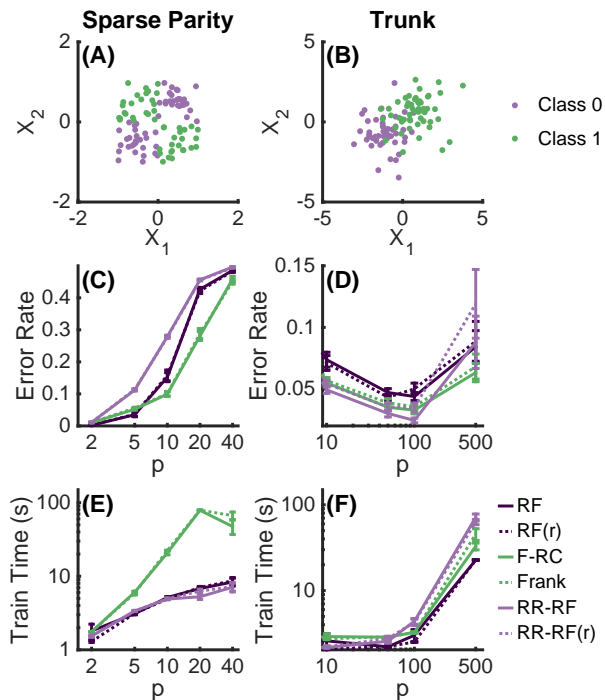 Sparse Parity
Trunk
(A)
2
0
-2
X2
-2
0
2
X1
(B)
5
0
-5
X2
-5
0
5
X1
Class 0
Class 1
(C)
0.4
0.3
0.2
0.1
0
Error Rate
2
5
10
20
40
p
(D)
0.15
0.1
0.05
Error Rate
10
100
500
p
(E)
100
10
1
Train Time (s)
2
5
10
20
40
p
(F)
100
10
Train Time (s)
10
100
500
p
RF
RF(r)
F-RC
Frank
RR-RF
RR-RF(r)